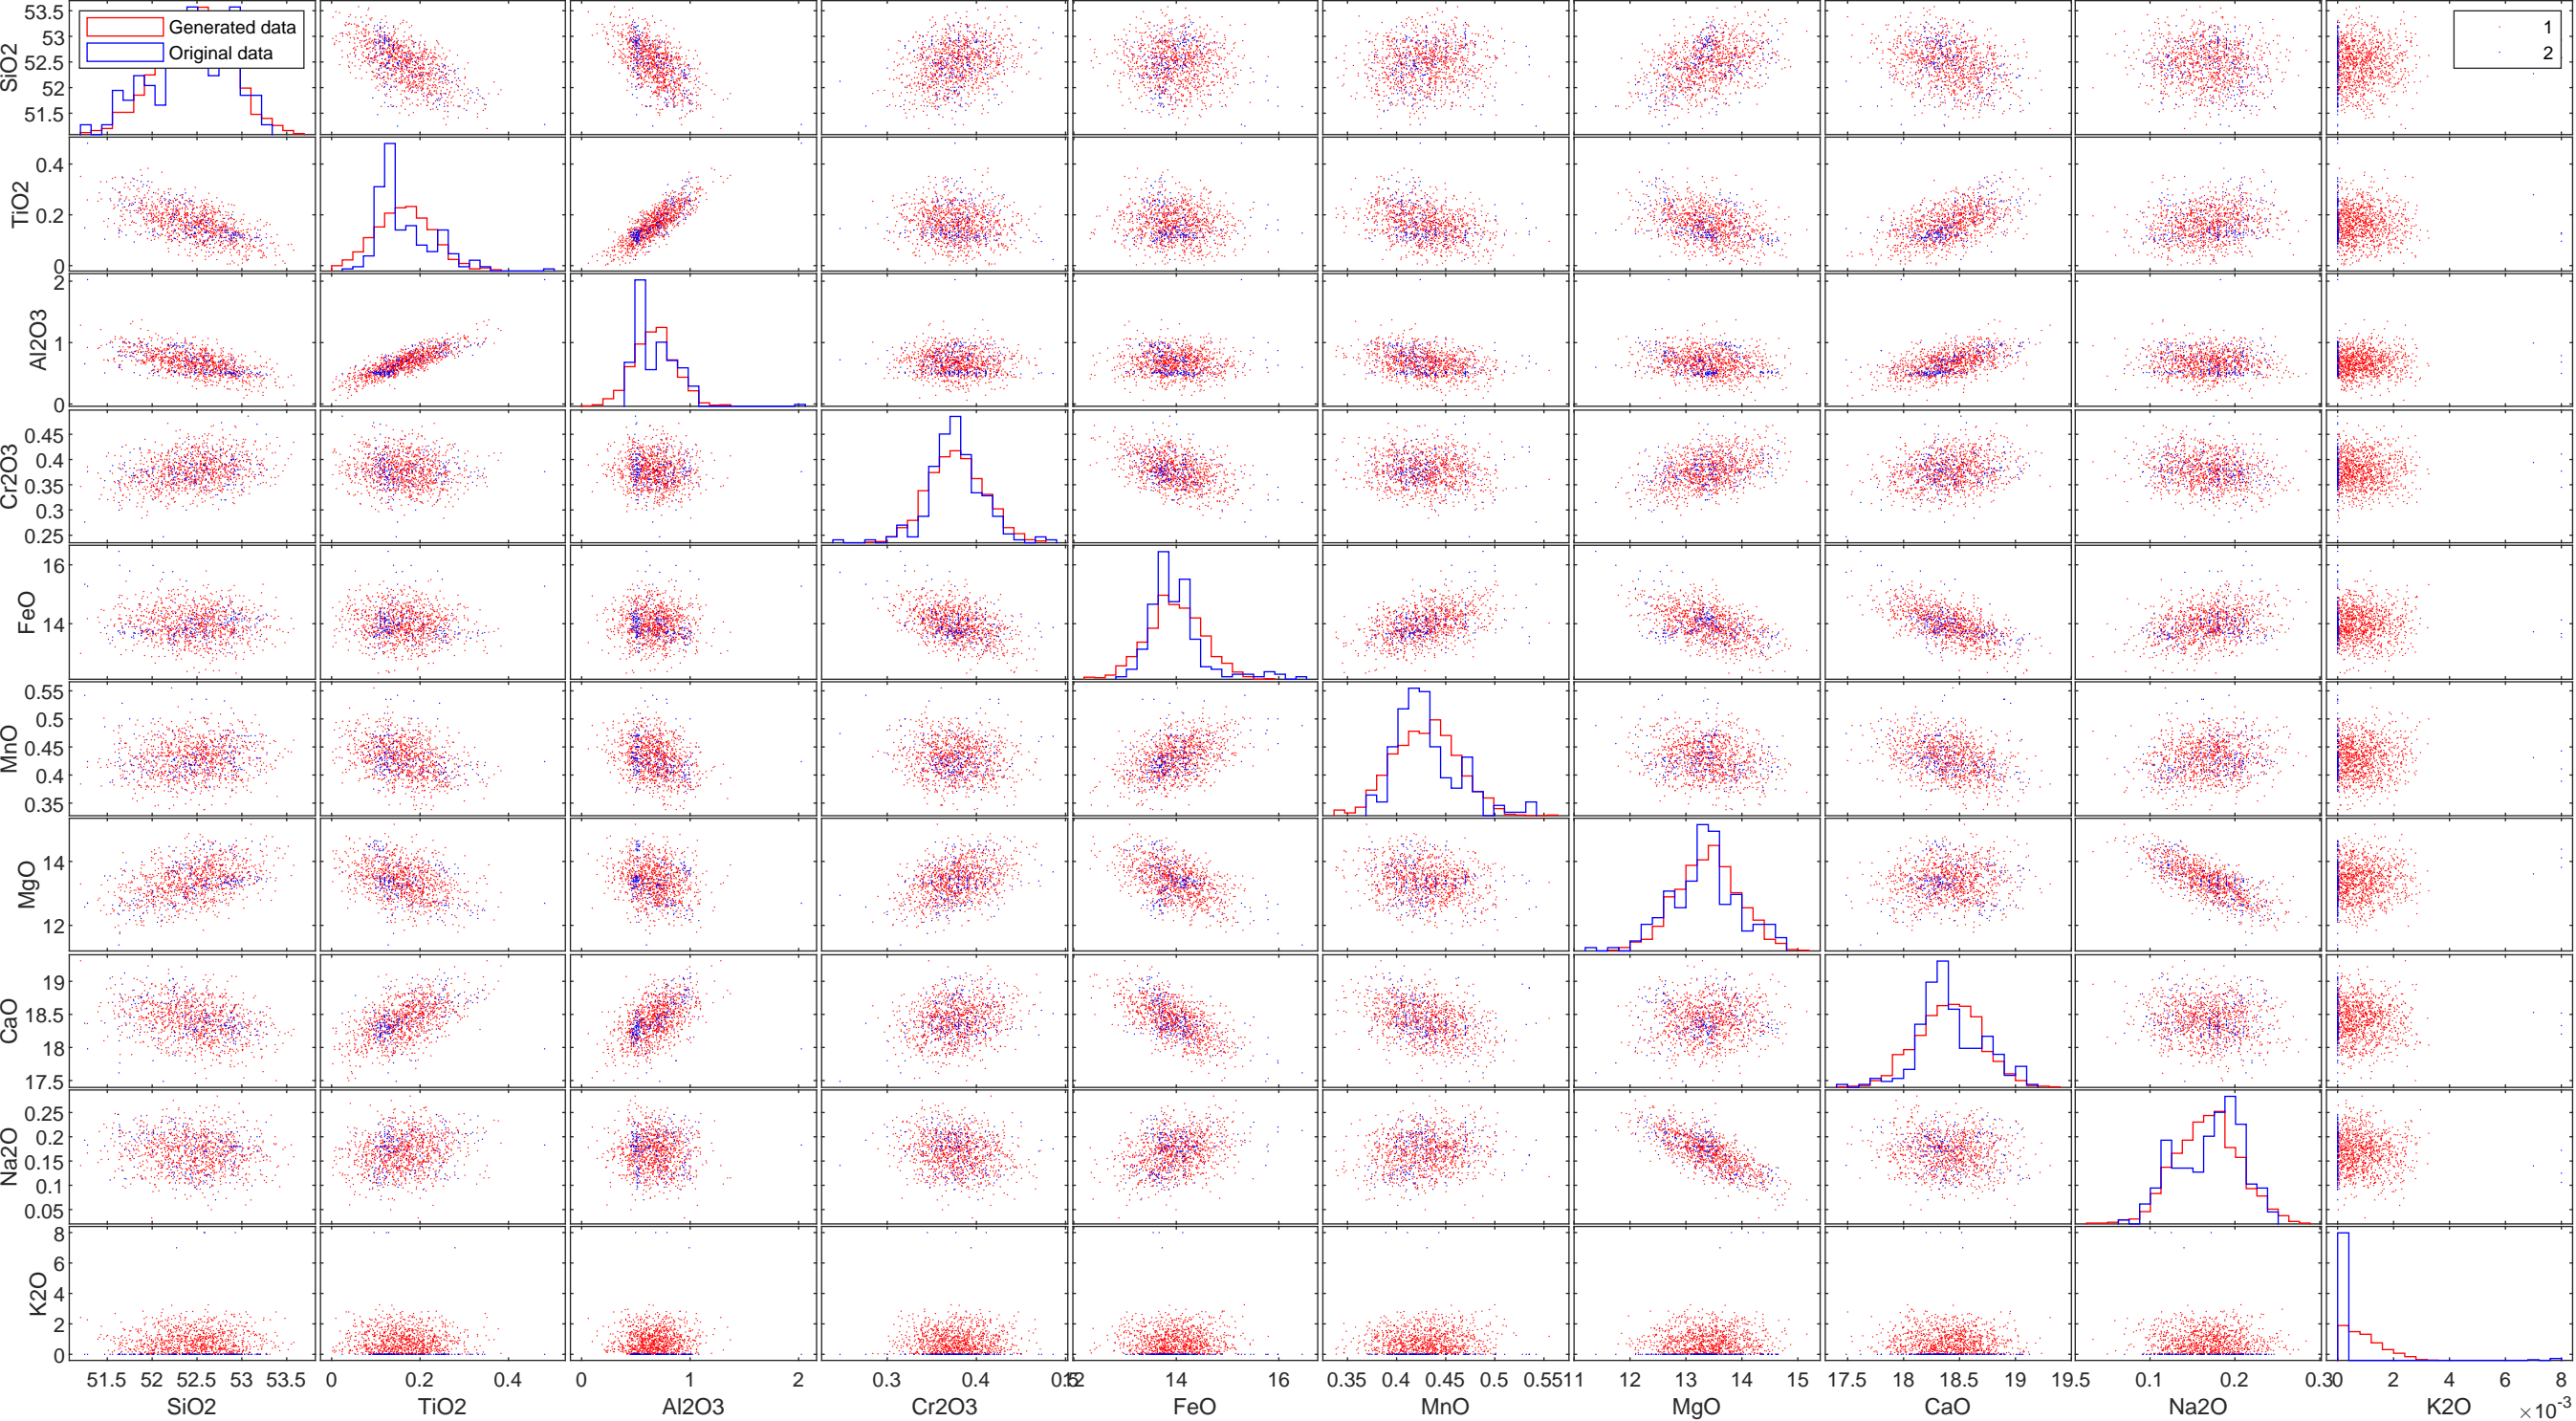 SiO2
53.5
53
52.5
52
51.5
Generated data
Original data
1
2
TiO2
0.4
0.2
0
Al2O3
2
1
0
Cr2O3
0.45
0.4
0.35
0.3
0.25
FeO
16
14
MnO
0.55
0.5
0.45
0.4
0.35
MgO
14
12
CaO
19
18.5
18
17.5
Na2O
0.25
0.2
0.15
0.1
0.05
K2O
8
6
4
2
0
51.5 52 52.5 53 53.5 0 0.2 0.4 0 1 2 0.3 0.4 0.5 12 14 16 0.35 0.4 0.45 0.5 0.55 11 12 13 14 15 17.5 18 18.5 19 19.5 0.1 0.2 0.3 0 2 4 6 8
SiO2 TiO2 Al2O3 Cr2O3 FeO MnO MgO CaO Na2O K2O ×10⁻³